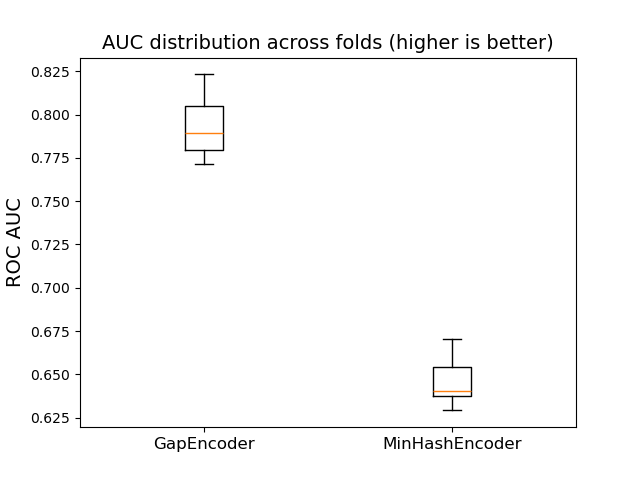 AUC distribution across folds (higher is better)
0.825
0.800
0.775
0.750
0.725
0.700
0.675
0.650
0.625
ROC AUC
GapEncoder
MinHashEncoder